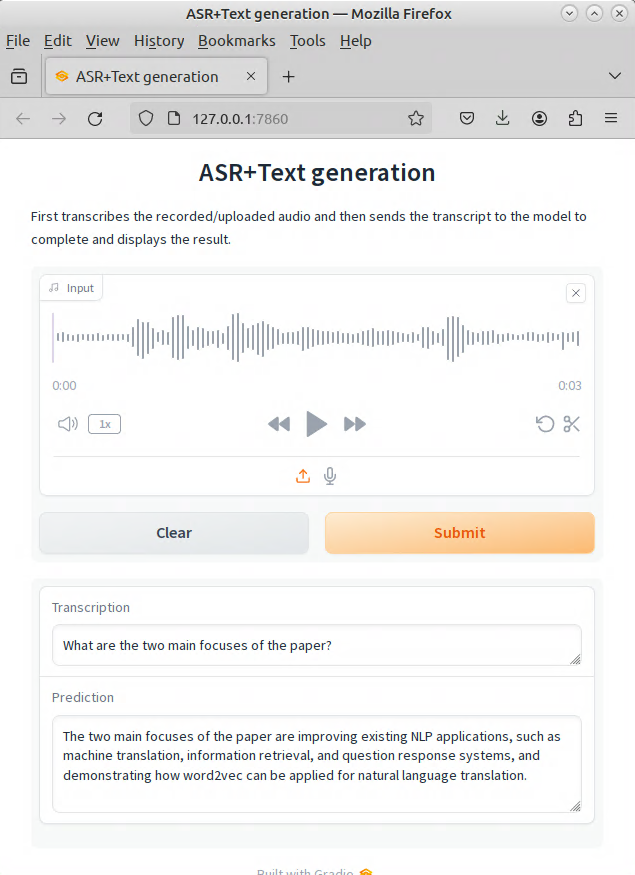 ASR+Text generation — Mozilla Firefox
File Edit View History Bookmarks Tools Help
ASR+Text generation
127.0.0.1:7860
ASR+Text generation
First transcribes the recorded/uploaded audio and then sends the transcript to the model to
complete and displays the result.
Input
0:00 0:03
1x
Clear Submit
Transcription
What are the two main focuses of the paper?
Prediction
The two main focuses of the paper are improving existing NLP applications, such as
machine translation, information retrieval, and question response systems, and
demonstrating how word2vec can be applied for natural language translation.
Built with Gradio